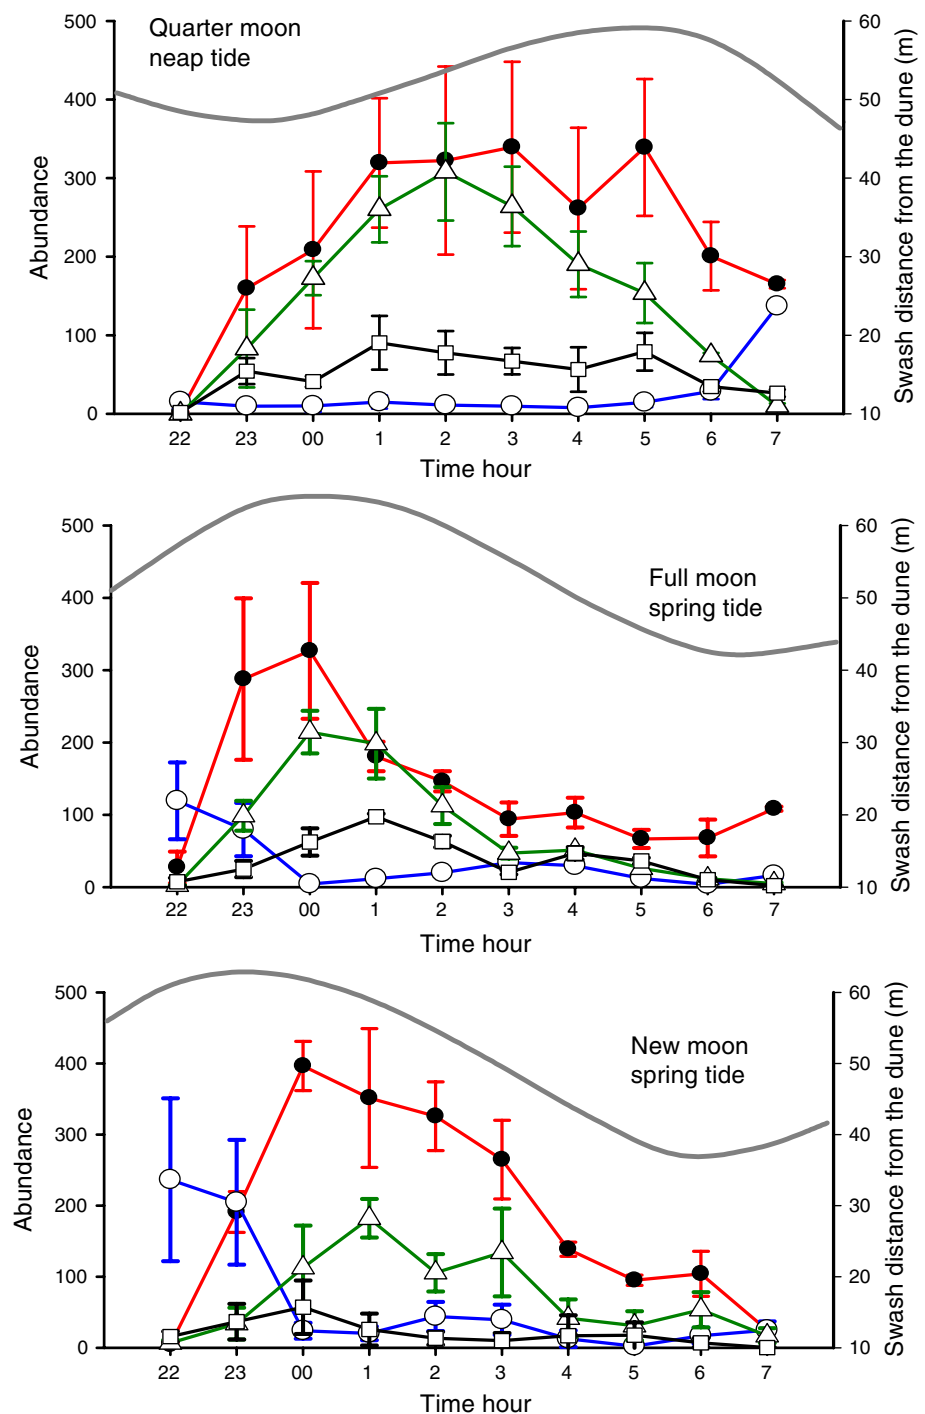 Quarter moon
neap tide
500
400
300
200
100
0
Abundance
60
50
40
30
20
10
Swash distance from the dune (m)
22 23 00 1 2 3 4 5 6 7
Time hour
Full moon
spring tide
500
400
300
200
100
0
Abundance
60
50
40
30
20
10
Swash distance from the dune (m)
22 23 00 1 2 3 4 5 6 7
Time hour
New moon
spring tide
500
400
300
200
100
0
Abundance
60
50
40
30
20
10
Swash distance from the dune (m)
22 23 00 1 2 3 4 5 6 7
Time hour